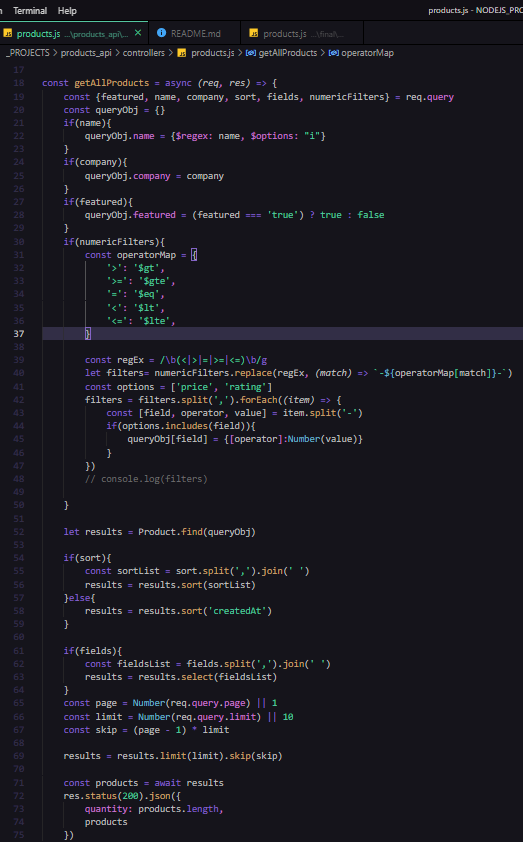 n Terminal Help products.js - NODEJS_PRO
JS products.js ...\products_api\... × README.md JS products.js ...\final\...
_PROJECTS > products_api > controllers > JS products.js > getAllProducts > operatorMap
17
18 const getAllProducts = async (req, res) => {
19 const {featured, name, company, sort, fields, numericFilters} = req.query
20 const queryObj = {}
21 if(name){
22 queryObj.name = {$regex: name, $options: "i"}
23 }
24 if(company){
25 queryObj.company = company
26 }
27 if(featured){
28 queryObj.featured = (featured === 'true') ? true : false
29 }
30 if(numericFilters){
31 const operatorMap = {
32 '>': '$gt',
33 '>=': '$gte',
34 '=': '$eq',
35 '<': '$lt',
36 '<=': '$lte',
37 }
38
39 const regEx = /\b(<|>|=|>=|<=)\b/g
40 let filters= numericFilters.replace(regEx, (match) => `-${operatorMap[match]}-`)
41 const options = ['price', 'rating']
42 filters = filters.split(',').forEach((item) => {
43 const [field, operator, value] = item.split('-')
44 if(options.includes(field)){
45 queryObj[field] = {[operator]:Number(value)}
46 }
47 })
48 // console.log(filters)
49
50 }
51
52 let results = Product.find(queryObj)
53
54 if(sort){
55 const sortList = sort.split(',').join(' ')
56 results = results.sort(sortList)
57 }else{
58 results = results.sort('createdAt')
59 }
60
61 if(fields){
62 const fieldsList = fields.split(',').join(' ')
63 results = results.select(fieldsList)
64 }
65 const page = Number(req.query.page) || 1
66 const limit = Number(req.query.limit) || 10
67 const skip = (page - 1) * limit
68
69 results = results.limit(limit).skip(skip)
70
71 const products = await results
72 res.status(200).json({
73 quantity: products.length,
74 products
75 })